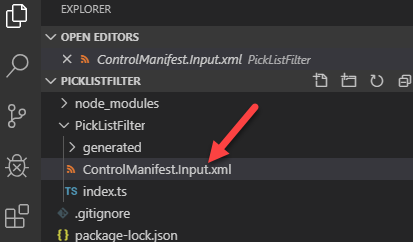 EXPLORER
OPEN EDITORS
ControlManifest.Input.xml PickListFilter
PICKLISTFILTER
node_modules
PickListFilter
generated
ControlManifest.Input.xml
TS index.ts
.gitignore
package-lock.json